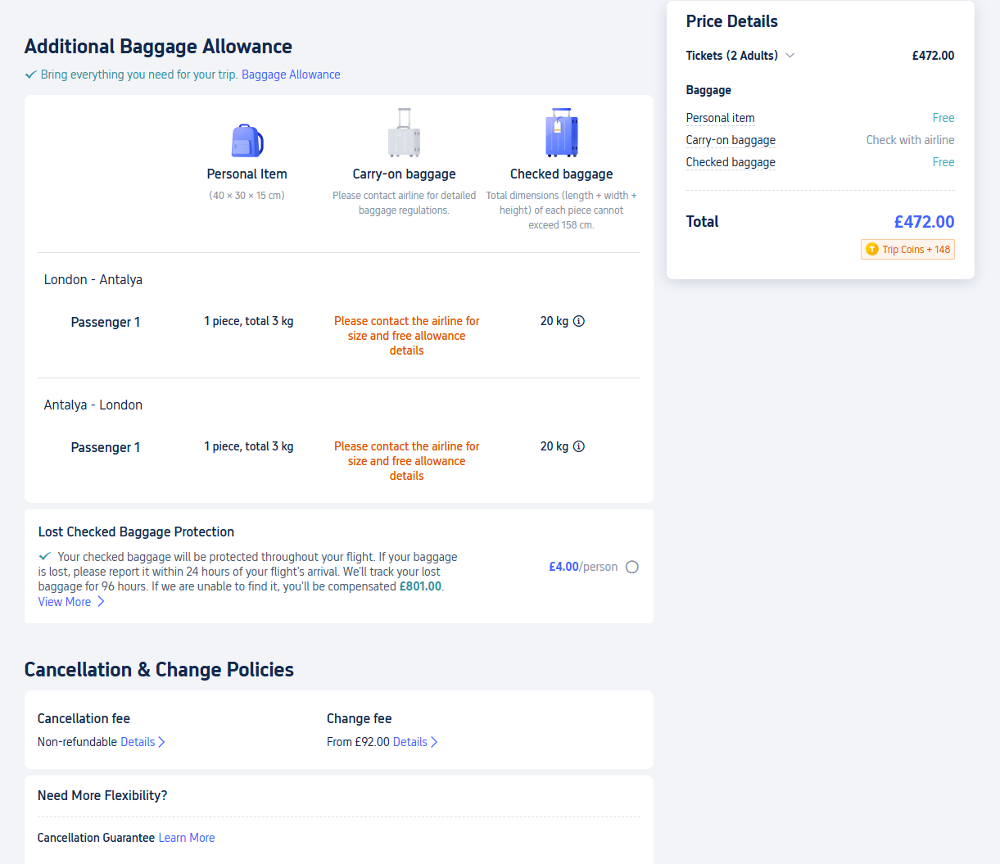 Additional Baggage Allowance
Bring everything you need for your trip. Baggage Allowance
Personal Item
(40 × 30 × 15 cm)
Carry-on baggage
Please contact airline for detailed
baggage regulations.
Checked baggage
Total dimensions (length + width +
height) of each piece cannot
exceed 158 cm.
London - Antalya
Passenger 1
1 piece, total 3 kg
Please contact the airline for
size and free allowance
details
20 kg
Antalya - London
Passenger 1
1 piece, total 3 kg
Please contact the airline for
size and free allowance
details
20 kg
Lost Checked Baggage Protection
Your checked baggage will be protected throughout your flight. If your baggage
is lost, please report it within 24 hours of your flight's arrival. We'll track your lost
baggage for 96 hours. If we are unable to find it, you'll be compensated £801.00.
View More
£4.00/person
Cancellation & Change Policies
Cancellation fee
Non-refundable Details
Change fee
From £92.00 Details
Need More Flexibility?
Cancellation Guarantee Learn More
Price Details
Tickets (2 Adults) £472.00
Baggage
Personal item Free
Carry-on baggage Check with airline
Checked baggage Free
Total £472.00
T Trip Coins + 148